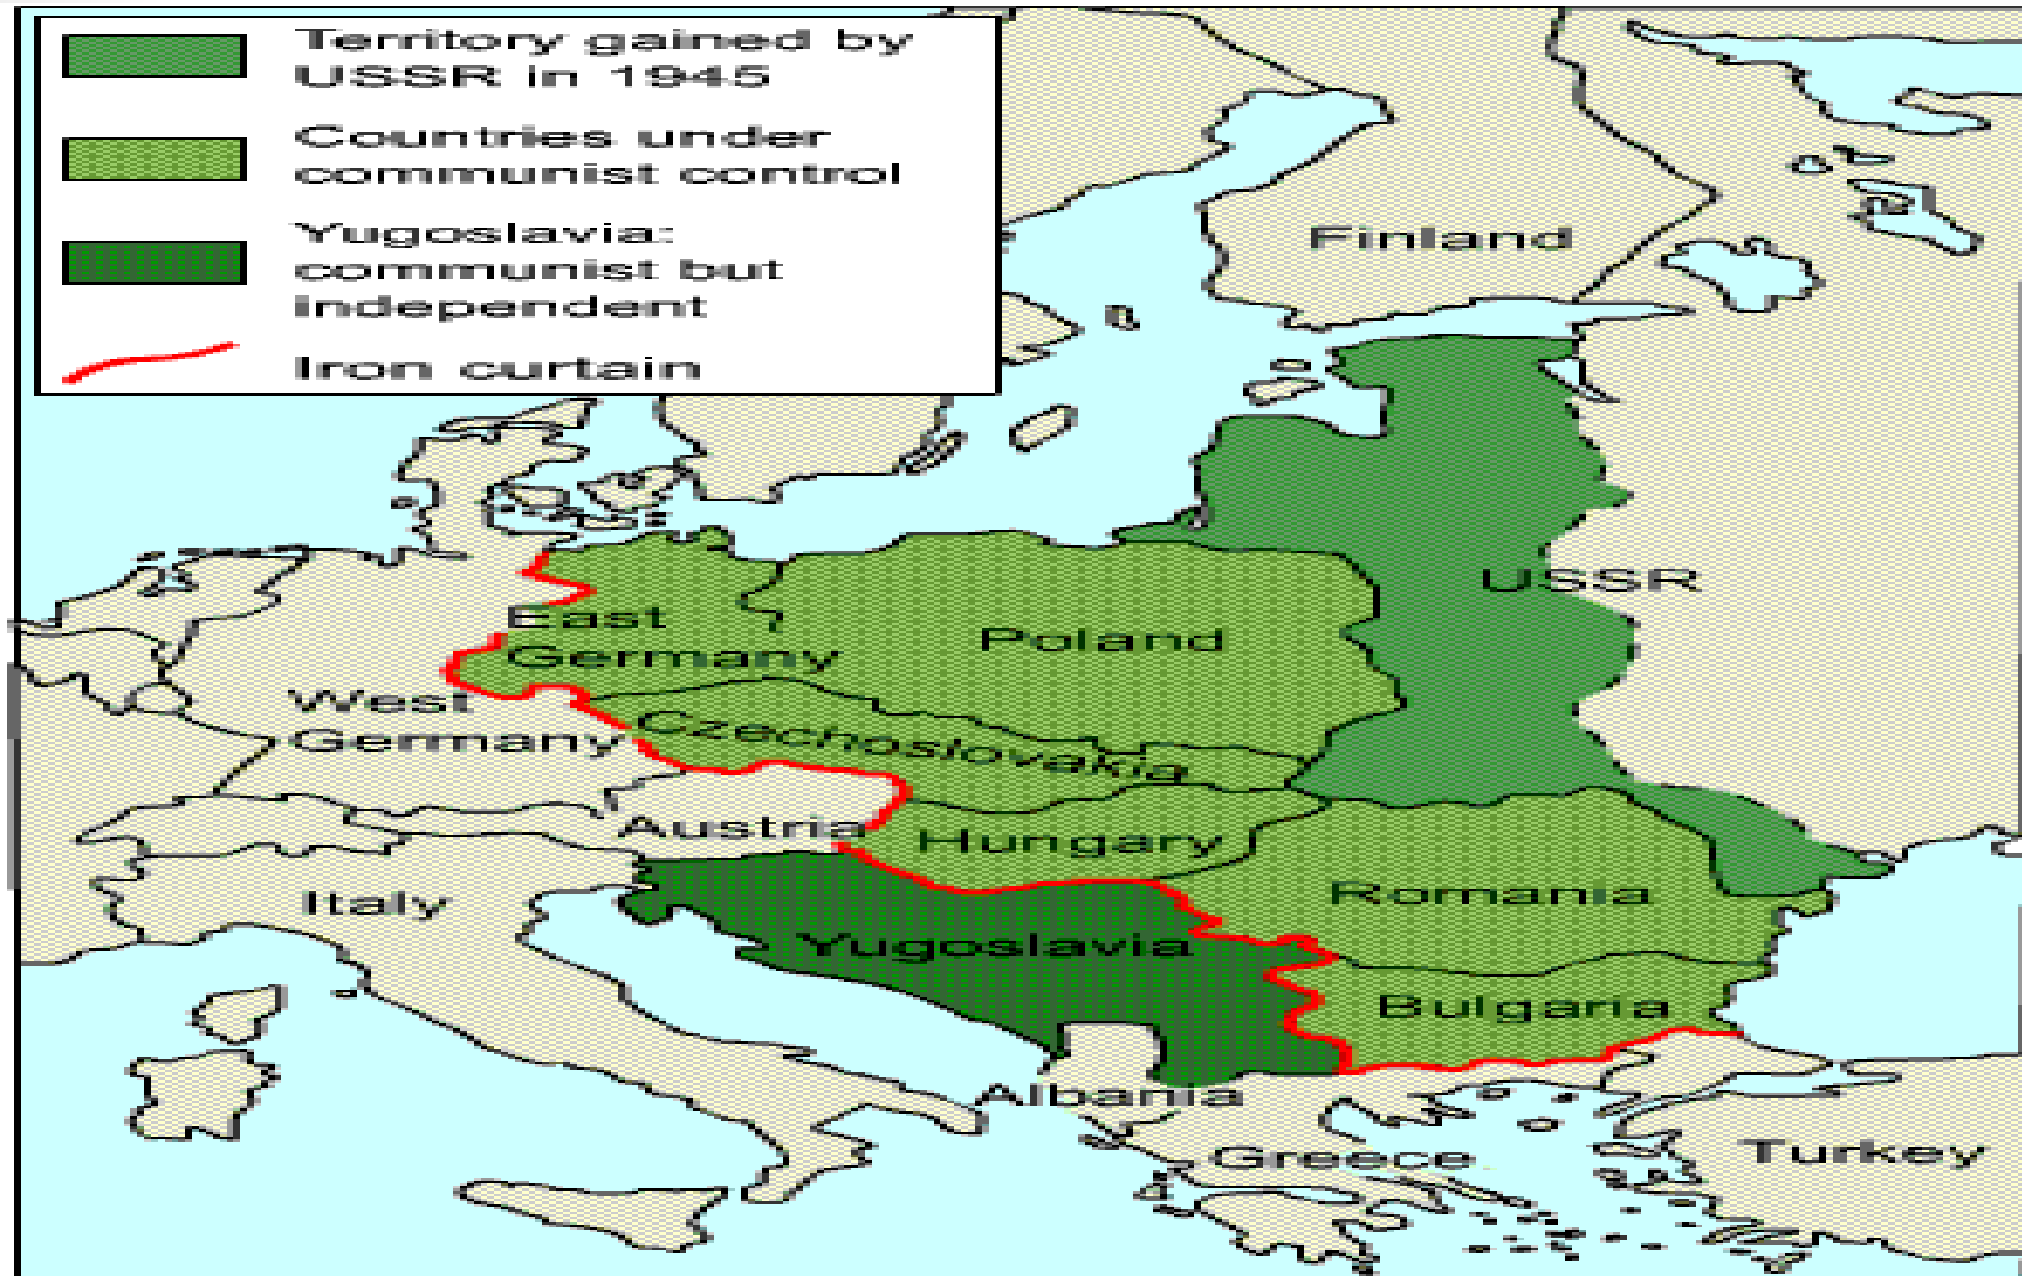 Territory gained by
USSR in 1945
Countries under
communist control
Yugoslavia:
communist but
independent
Iron curtain
Finland
USSR
East
Germany
Poland
West
Germany
Czechoslovakia
Austria
Hungary
Italy
Romania
Yugoslavia
Bulgaria
Albania
Greece
Turkey